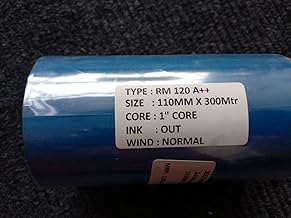 TYPE : RM 120 A++
SIZE : 110MM X 300Mtr
CORE : 1" CORE
INK : OUT
WIND : NORMAL